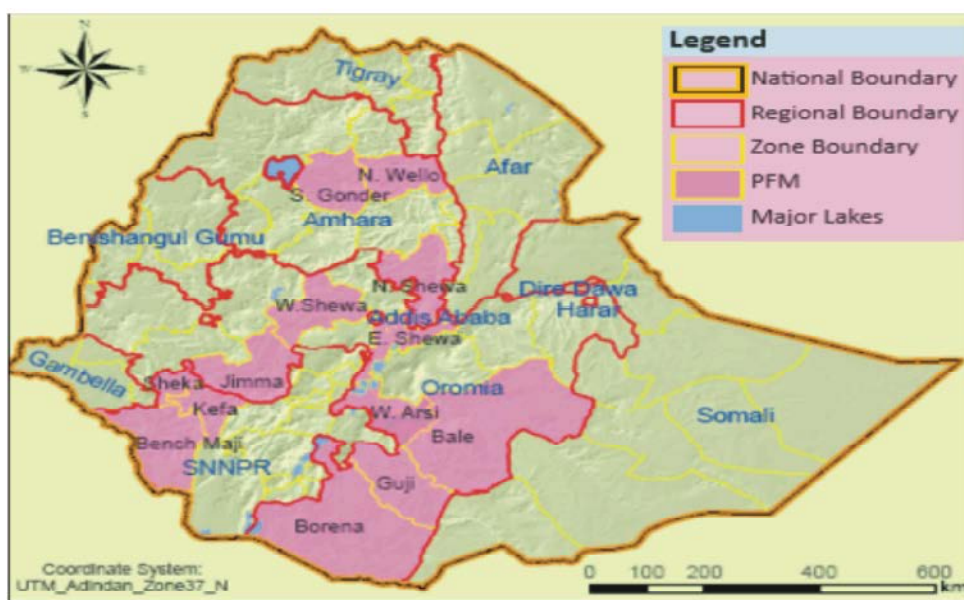 N
W
E
S
Legend
National Boundary
Regional Boundary
Zone Boundary
PFM
Major Lakes
Tigray
Afar
N. Wello
S. Gonder
Amhara
Benishangul Gumu
N. Shewa
W.Shewa
Dire Dawa
Harar
Addis Ababa
E. Shewa
Gambella
Sheka
Jimma
Oromia
Kefa
W. Arsi
Somali
Bale
Bench Maji
SNNPR
Guji
Borena
Coordinate System:
UTM_Adindan_Zone37_N
0 100 200 400 600
km